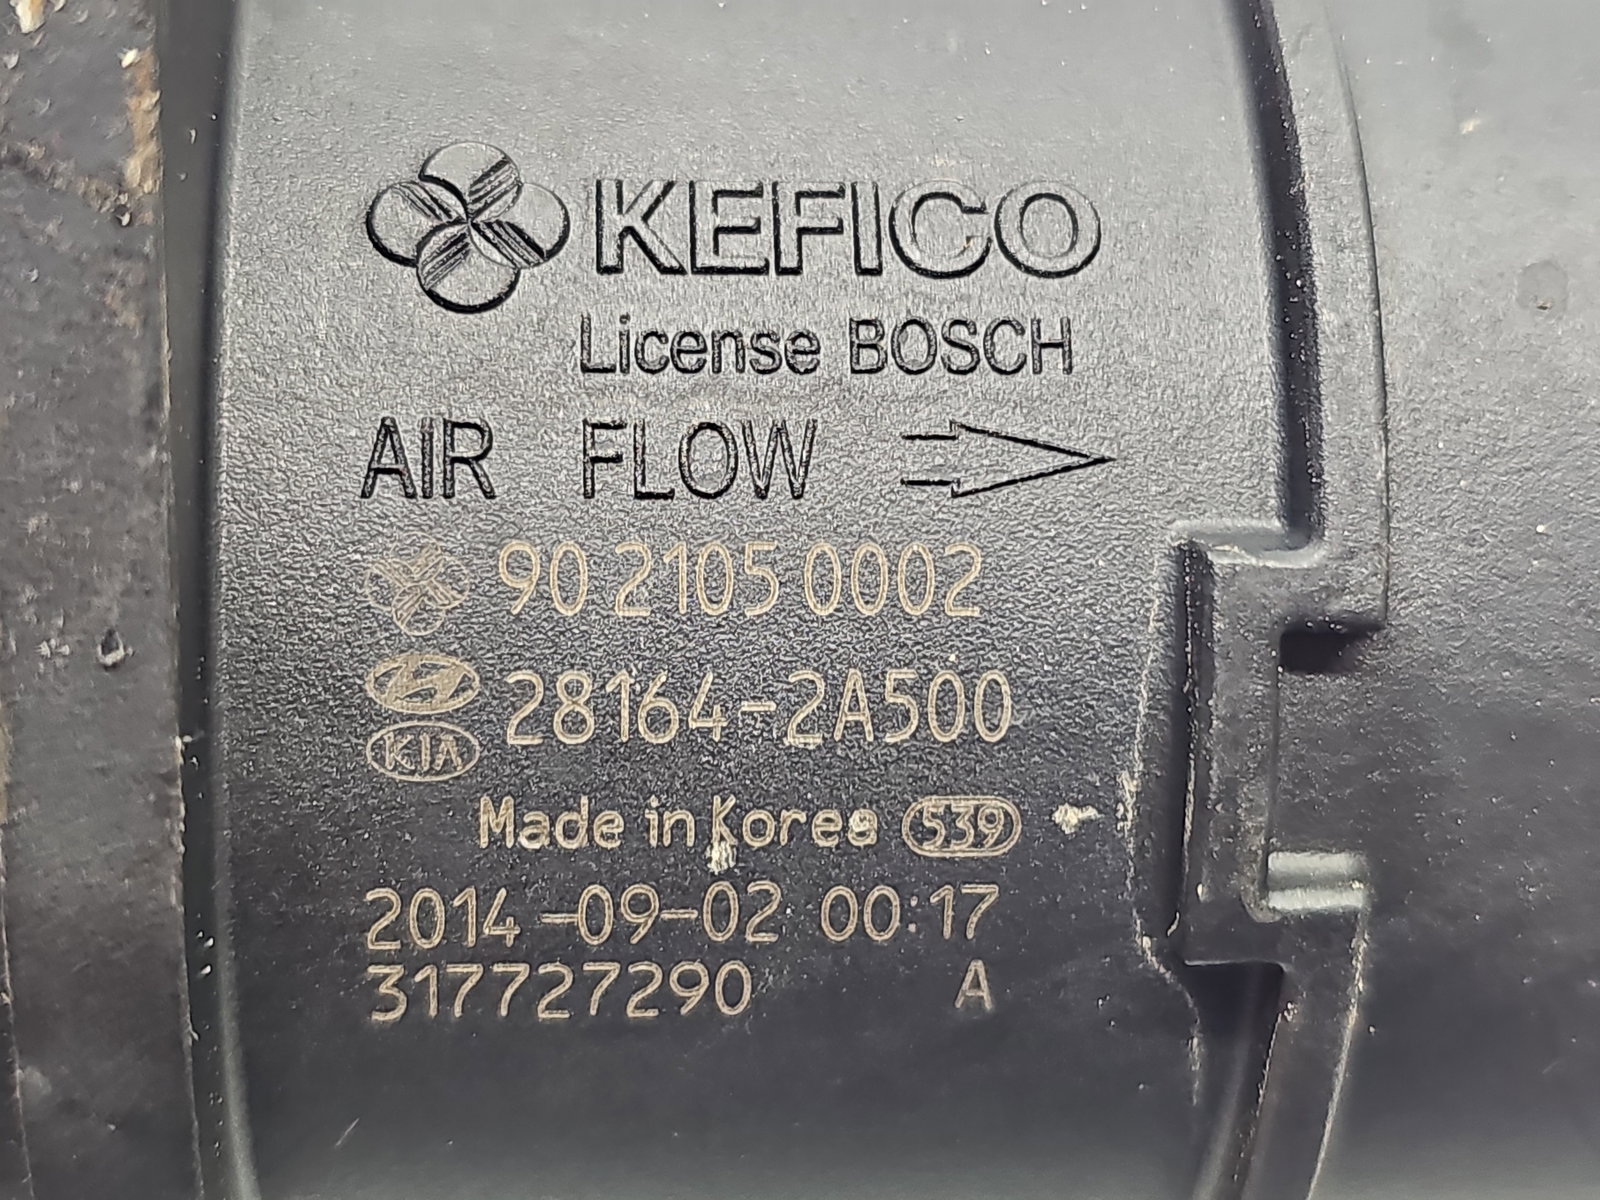 KEFICO
License BOSCH
AIR FLOW
90 2105 0002
28164-2A500
KIA
Made in Korea 539
2014-09-02 00:17
317727290 A